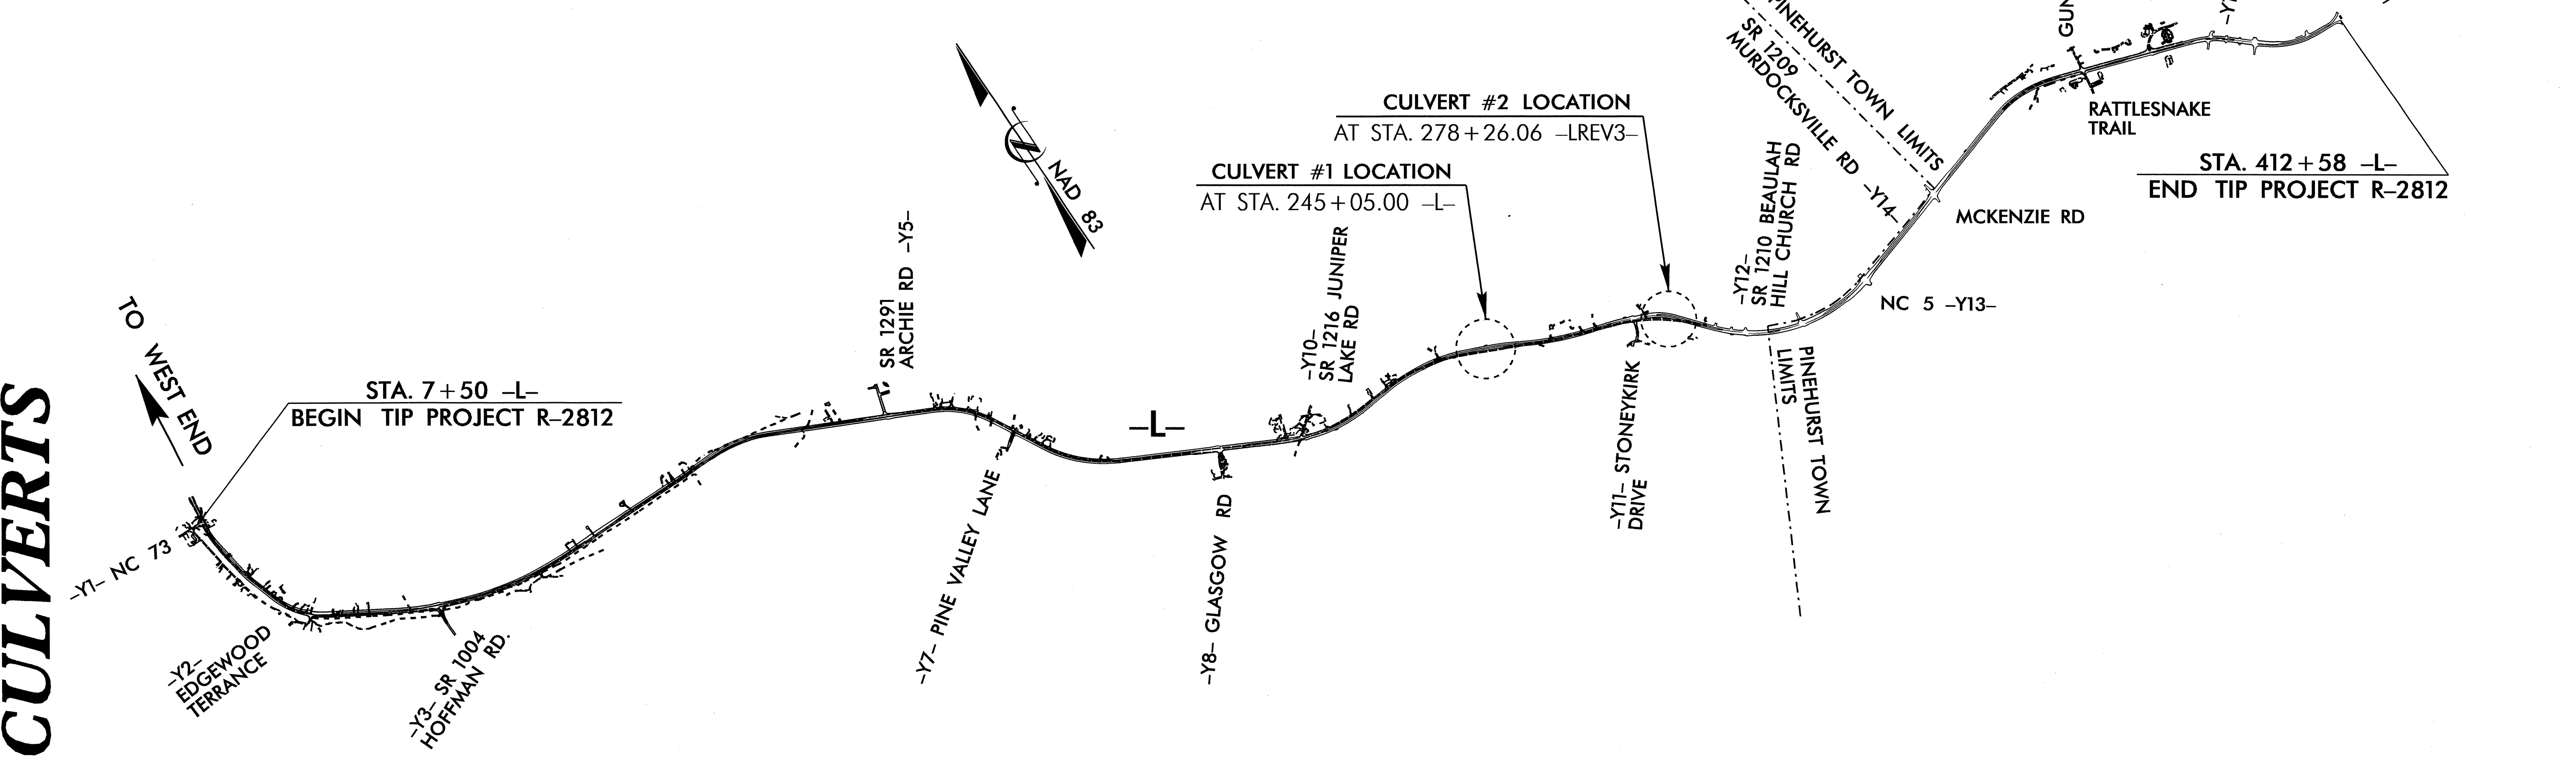 CULVERTS
TO WEST END
STA. 7+50 –L–
BEGIN TIP PROJECT R–2812
–Y1– NC 73
–Y2–
EDGEWOOD
TERRANCE
–Y3– SR 1004
HOFFMAN RD.
SR 1291
ARCHIE RD –Y5–
–Y7– PINE VALLEY LANE
NAD 83
–L–
–Y8– GLASGOW RD
CULVERT #1 LOCATION
AT STA. 245+05.00 –L–
–Y10–
SR 1216 JUNIPER
LAKE RD
CULVERT #2 LOCATION
AT STA. 278+26.06 –LREV3–
–Y11– STONEYKIRK
DRIVE
–Y12–
SR 1210 BEAULAH
HILL CHURCH RD
PINEHURST TOWN
LIMITS
PINEHURST TOWN LIMITS
SR 1209
MURDOCKSVILLE RD –Y14–
NC 5 –Y13–
MCKENZIE RD
RATTLESNAKE
TRAIL
STA. 412+58 –L–
END TIP PROJECT R–2812